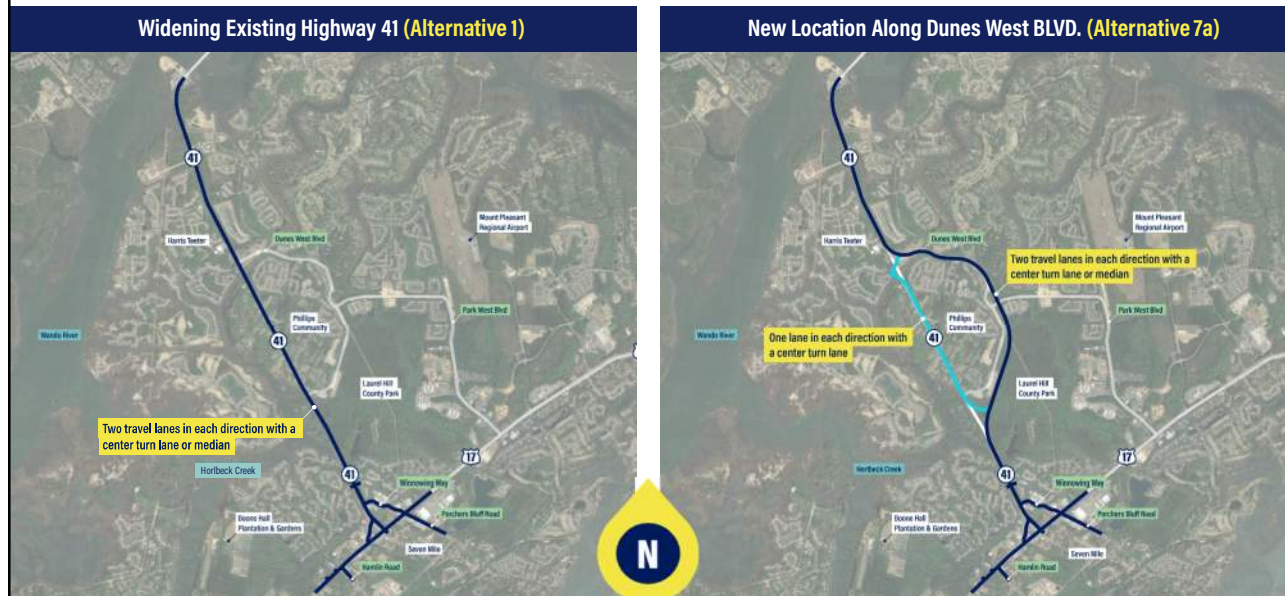 Widening Existing Highway 41 (Alternative 1)
41
Harris Teeter
Dunes West Blvd
Mount Pleasant
Regional Airport
Wando River
Phillips
Community
41
Park West Blvd
Laurel Hill
County Park
Two travel lanes in each direction with a
center turn lane or median
Horlbeck Creek
17
41
Winnowing Way
Boone Hall
Plantation & Gardens
Porchers Bluff Road
Seven Mile
Hamlin Road
N
New Location Along Dunes West BLVD. (Alternative 7a)
41
Harris Teeter
Dunes West Blvd
Mount Pleasant
Regional Airport
Two travel lanes in each direction with a
center turn lane or median
Wando River
Phillips
Community
41
Park West Blvd
One lane in each direction with
a center turn lane
Laurel Hill
County Park
Horlbeck Creek
17
41
Winnowing Way
Boone Hall
Plantation & Gardens
Porchers Bluff Road
Seven Mile
Hamlin Road